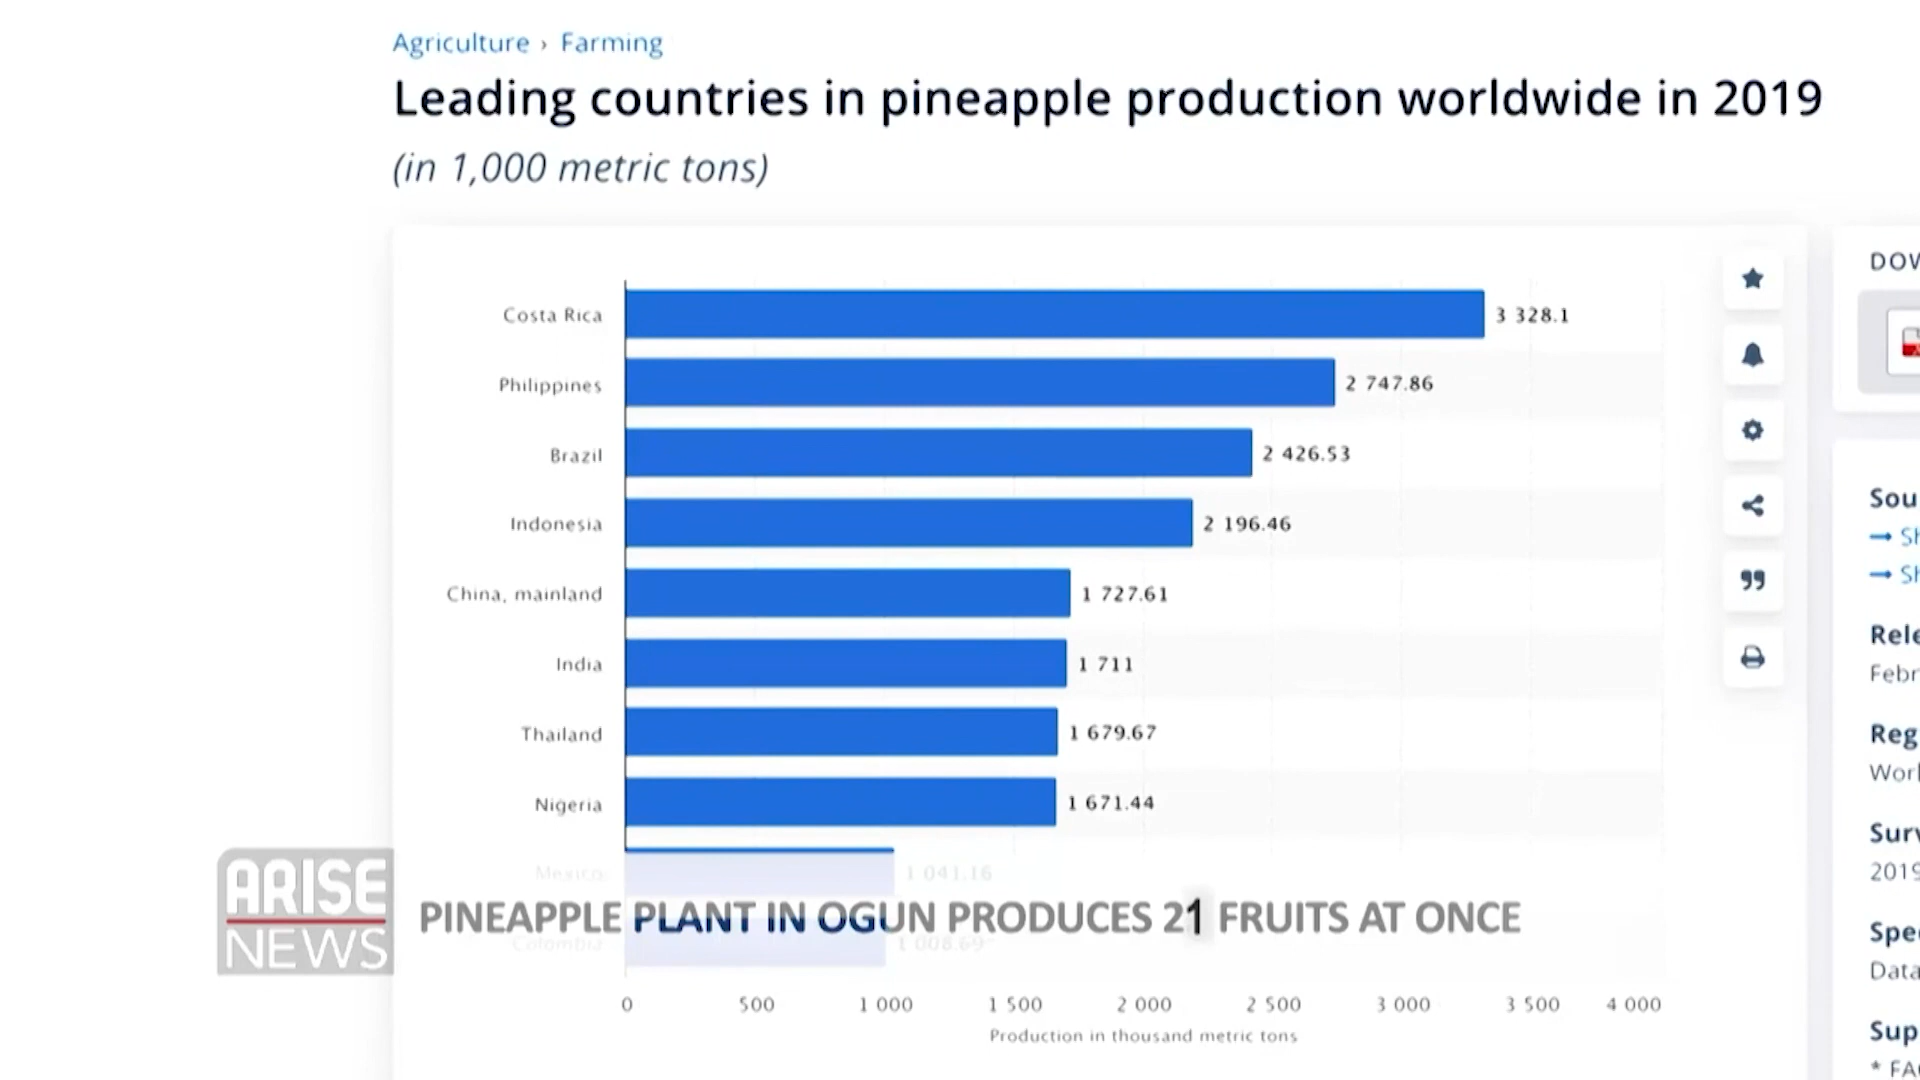 Agriculture › Farming
Leading countries in pineapple production worldwide in 2019
(in 1,000 metric tons)
DOW
Costa Rica 3 328.1
Philippines 2 747.86
Brazil 2 426.53
Indonesia 2 196.46
China, mainland 1 727.61
India 1 711
Thailand 1 679.67
Nigeria 1 671.44
Mexico 1 041.16
Colombia 1 008.69
0 500 1 000 1 500 2 000 2 500 3 000 3 500 4 000
Production in thousand metric tons
Sou
→ Sh
→ Sh
Rele
Febr
Reg
Worl
Surv
2019
Spec
Data
Sup
* FAO
ARISE
NEWS
PINEAPPLE PLANT IN OGUN PRODUCES 21 FRUITS AT ONCE